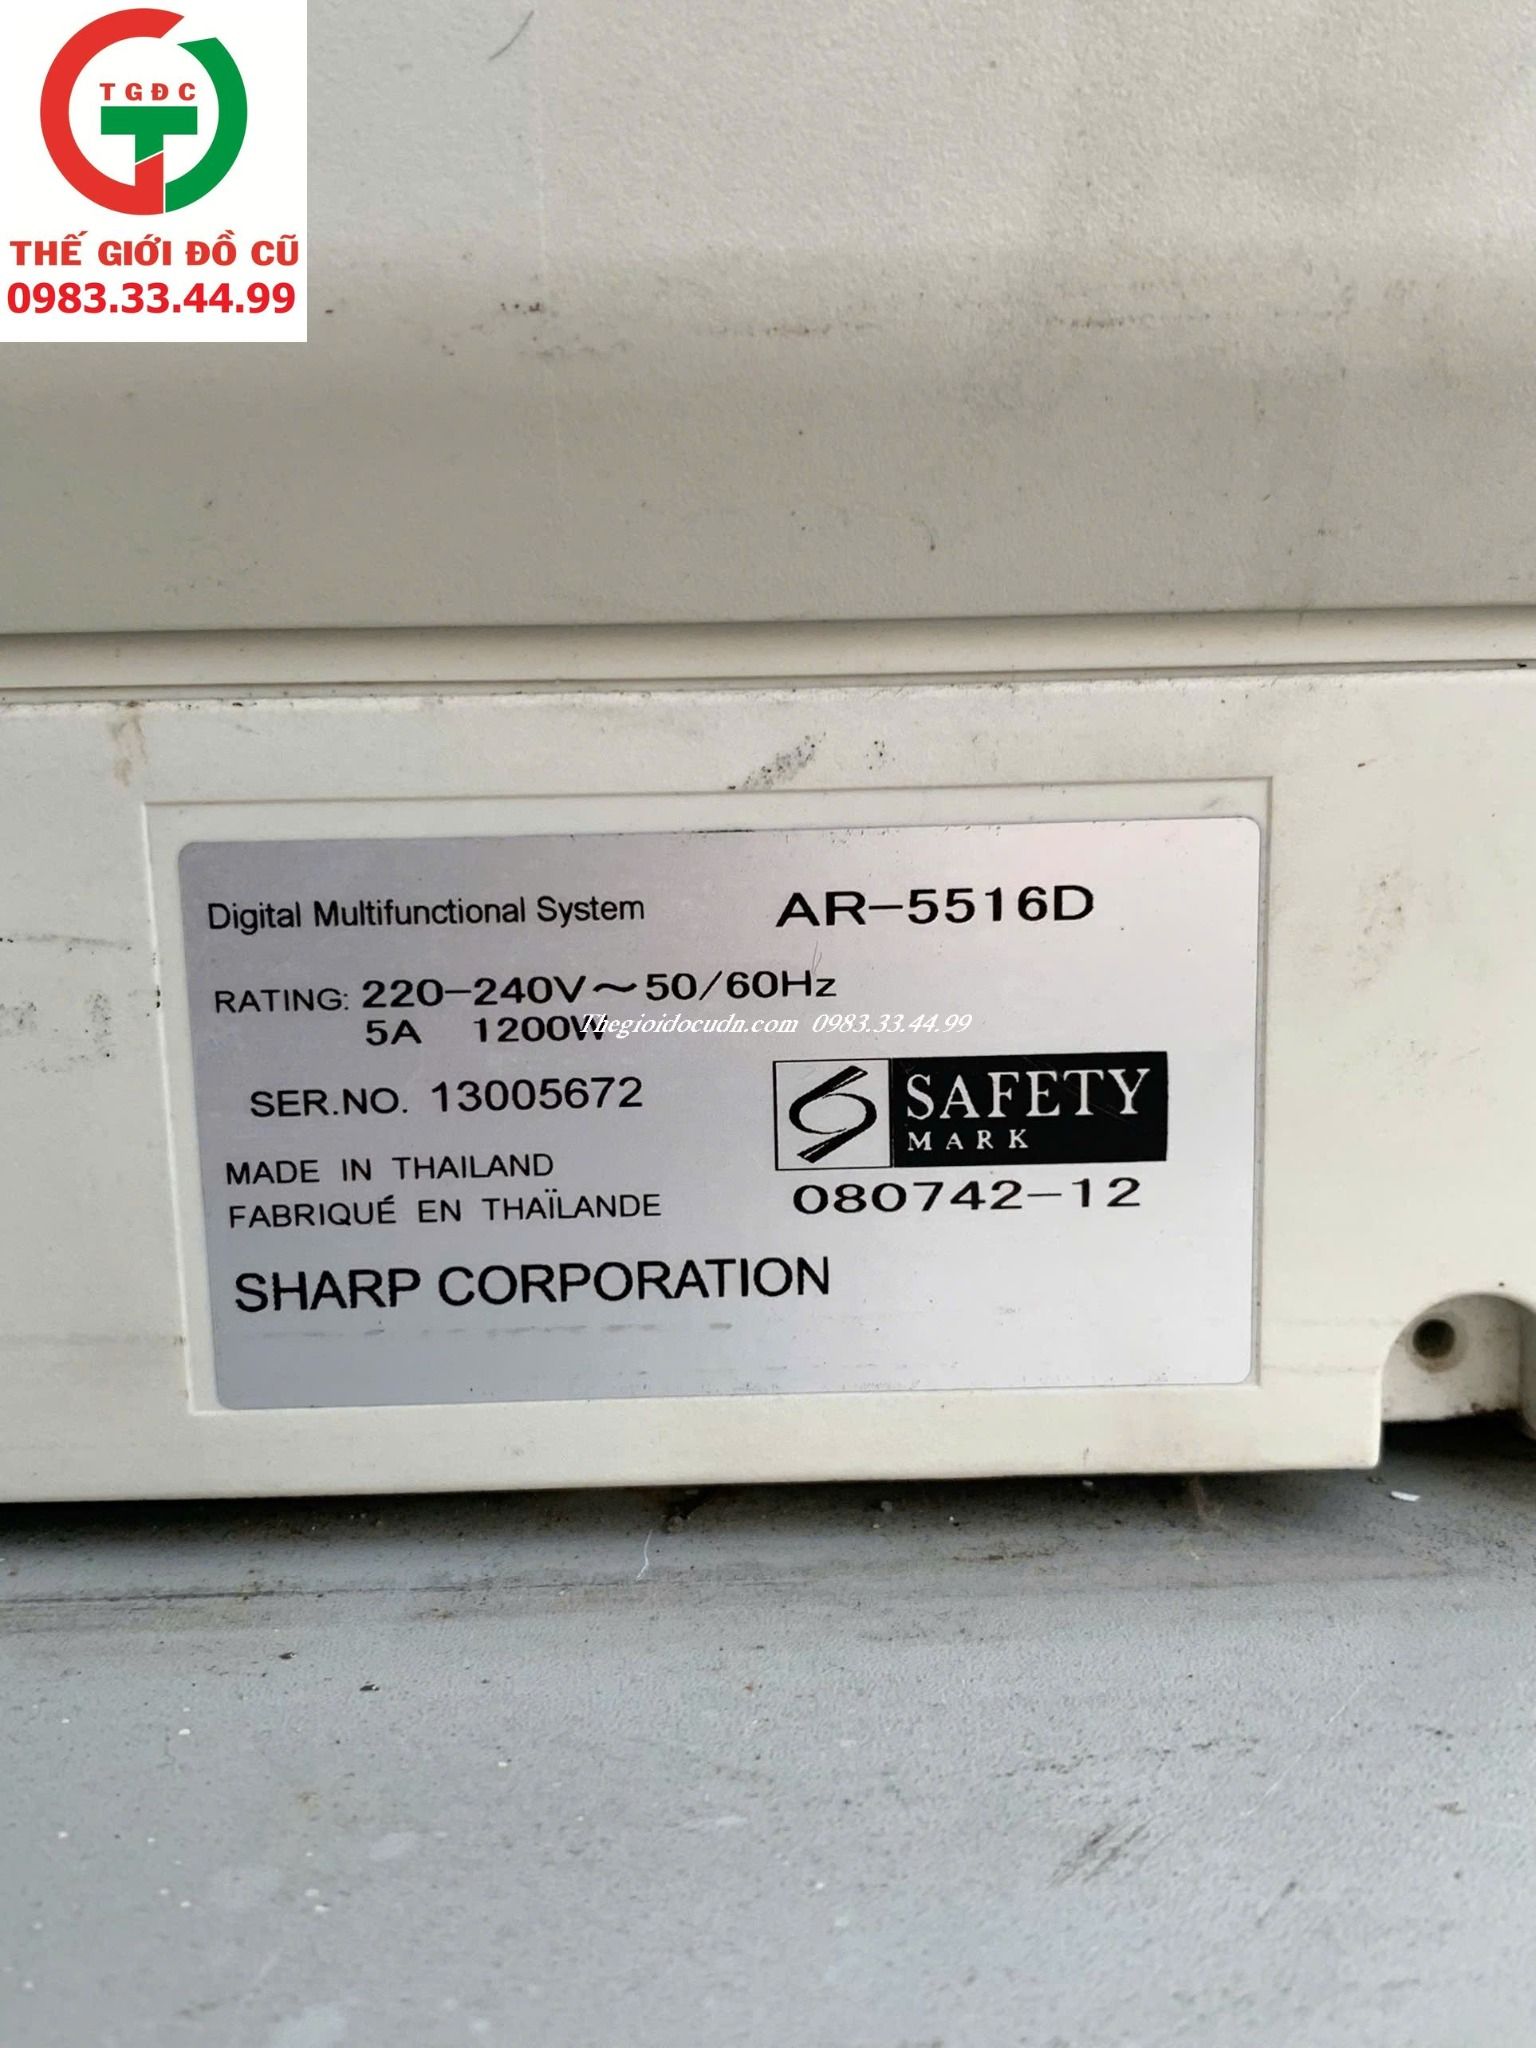 TGĐC
THẾ GIỚI ĐỒ CŨ
0983.33.44.99
Digital Multifunctional System AR-5516D
RATING: 220-240V～50/60Hz
5A 1200W
Thegioidocudn.com 0983.33.44.99
SER.NO. 13005672
SAFETY
MARK
MADE IN THAILAND
FABRIQUÉ EN THAÏLANDE
080742-12
SHARP CORPORATION